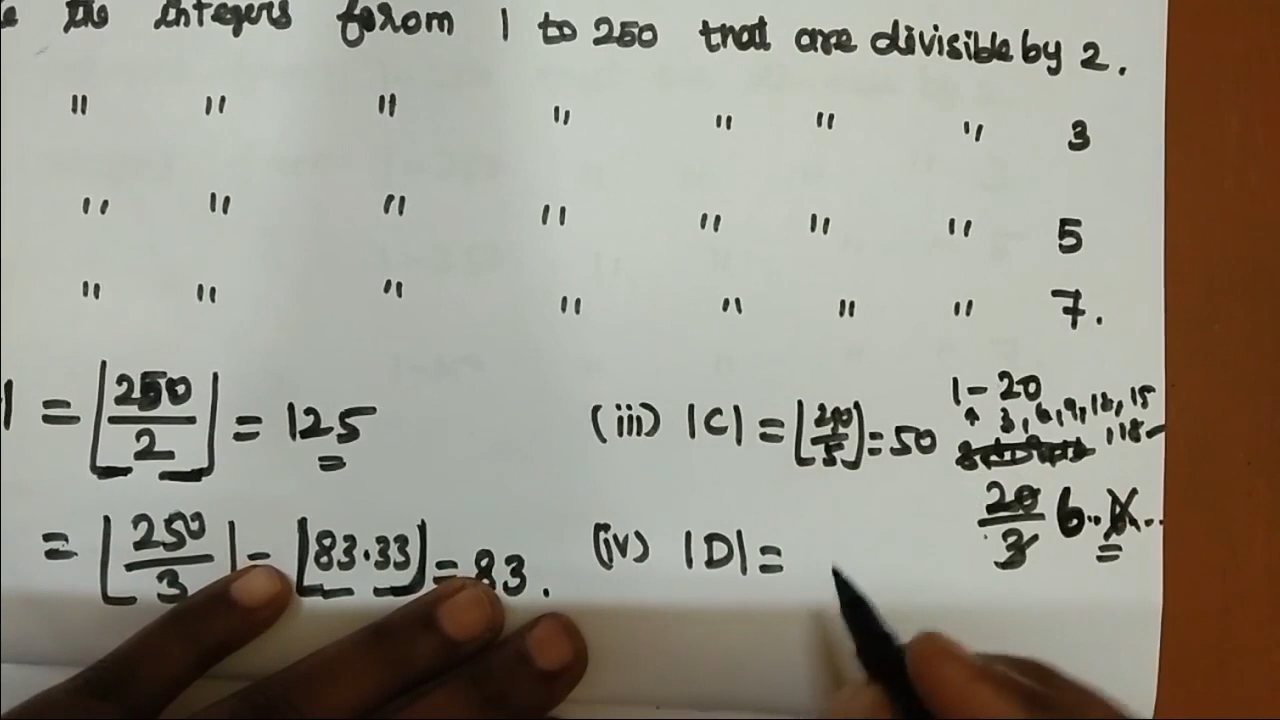 the integers from 1 to 250 that are divisible by 2.
" " " " " " " 3
" " " " " " " 5
" " " " " " " 7.
| = ⌊250/2⌋ = 125
(iii) |C| = ⌊250/5⌋ = 50
1 - 20
3, 6, 9, 12, 15
, 18
= ⌊250/3⌋ = ⌊83.33⌋ = 83.
(iv) |D| =
20/3 6..